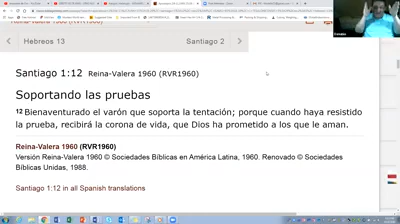 Hebreos 13
Santiago 2
Santiago 1:12 Reina-Valera 1960 (RVR1960)
Soportando las pruebas
12 Bienaventurado el varón que soporta la tentación; porque cuando haya resistido
la prueba, recibirá la corona de vida, que Dios ha prometido a los que le aman.
Reina-Valera 1960 (RVR1960)
Versión Reina-Valera 1960 © Sociedades Bíblicas en América Latina, 1960. Renovado © Sociedades
Bíblicas Unidas, 1988.
Santiago 1:12 in all Spanish translations